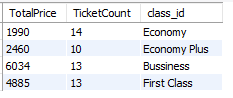 TotalPrice TicketCount class_id
1990 14 Economy
2460 10 Economy Plus
6034 13 Bussiness
4885 13 First Class